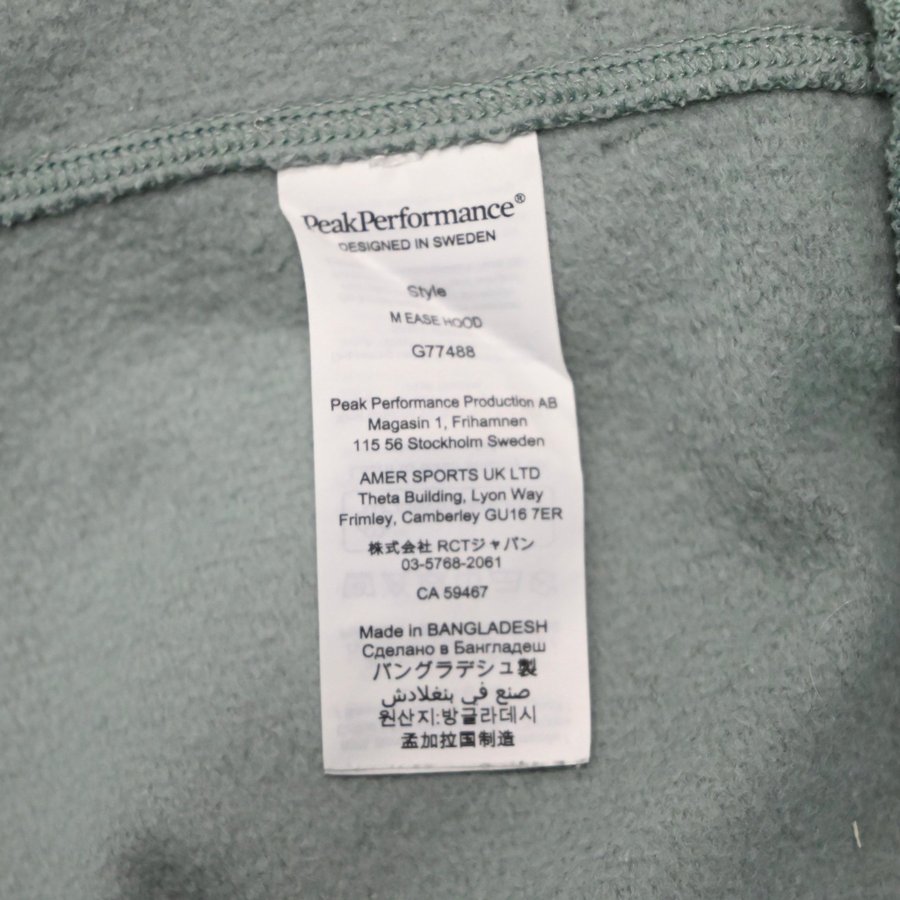 PeakPerformance®
DESIGNED IN SWEDEN
Style
M EASE HOOD
G77488
Peak Performance Production AB
Magasin 1, Frihamnen
115 56 Stockholm Sweden
AMER SPORTS UK LTD
Theta Building, Lyon Way
Frimley, Camberley GU16 7ER
株式会社 RCTジャパン
03-5768-2061
CA 59467
Made in BANGLADESH
Сделано в Бангладеш
バングラデシュ製
صنع في بنغلادش
원산지:방글라데시
孟加拉国制造